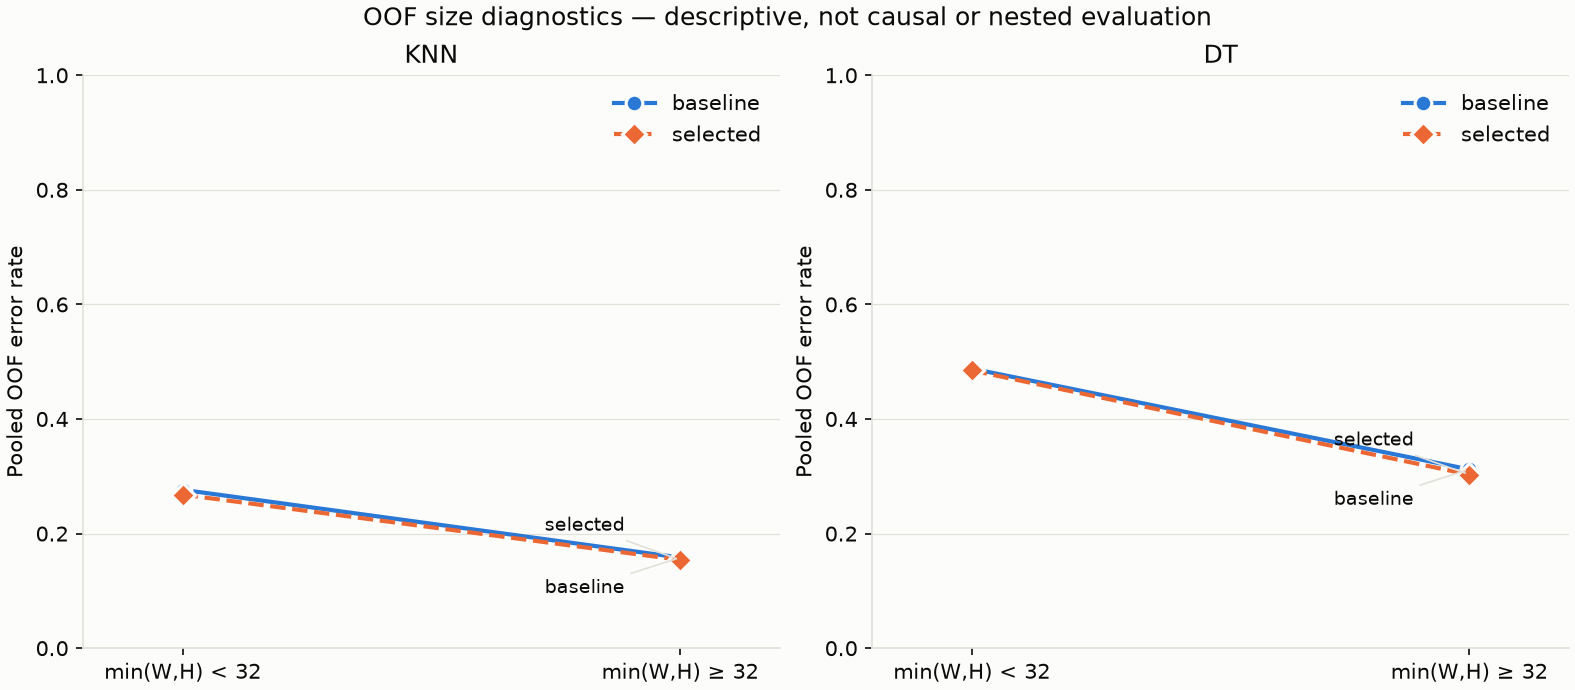 OOF size diagnostics — descriptive, not causal or nested evaluation
KNN
Pooled OOF error rate
1.0
0.8
0.6
0.4
0.2
0.0
baseline
selected
selected
baseline
min(W,H) < 32
min(W,H) ≥ 32
DT
Pooled OOF error rate
1.0
0.8
0.6
0.4
0.2
0.0
baseline
selected
selected
baseline
min(W,H) < 32
min(W,H) ≥ 32